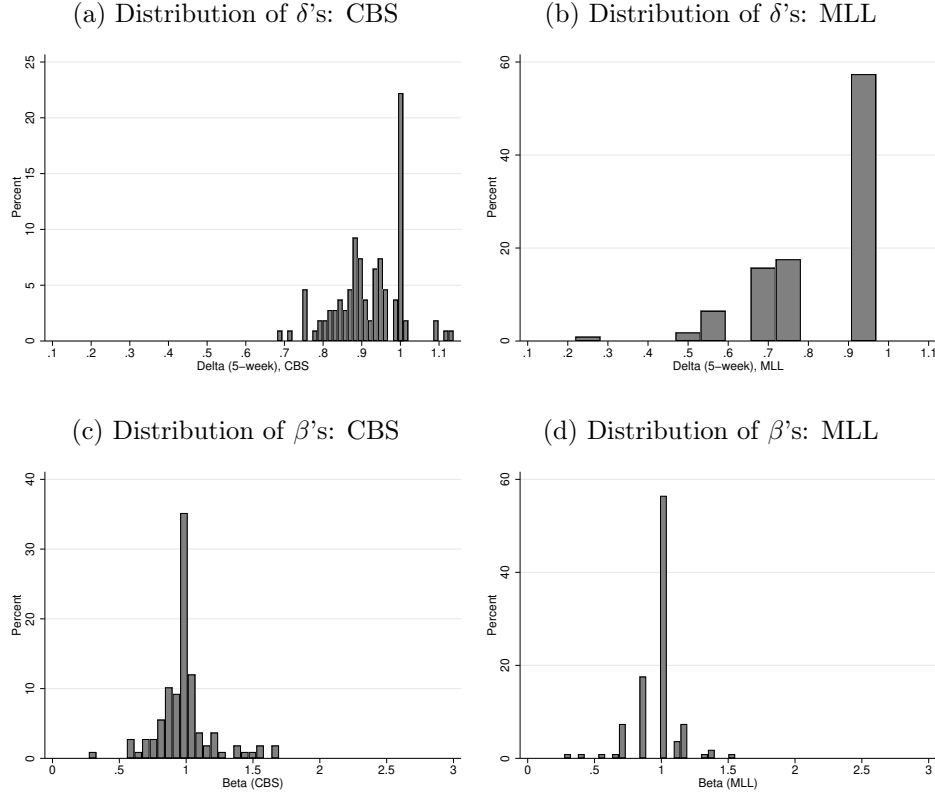 (a) Distribution of δ's: CBS
(b) Distribution of δ's: MLL
25
20
15
10
5
0
Percent
.1 .2 .3 .4 .5 .6 .7 .8 .9 1 1.1
Delta (5−week), CBS
60
40
20
0
Percent
.1 .2 .3 .4 .5 .6 .7 .8 .9 1 1.1
Delta (5−week), MLL
(c) Distribution of β's: CBS
(d) Distribution of β's: MLL
40
30
20
10
0
Percent
0 .5 1 1.5 2 2.5 3
Beta (CBS)
60
40
20
0
Percent
0 .5 1 1.5 2 2.5 3
Beta (MLL)